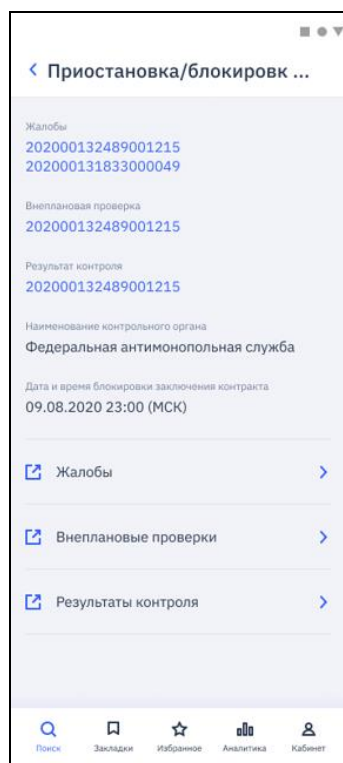 Приостановка/блокировк ...
Жалобы
202000132489001215
202000131833000049
Внеплановая проверка
202000132489001215
Результат контроля
202000132489001215
Наименование контрольного органа
Федеральная антимонопольная служба
Дата и время блокировки заключения контракта
09.08.2020 23:00 (МСК)
Жалобы
Внеплановые проверки
Результаты контроля
Поиск Закладки Избранное Аналитика Кабинет